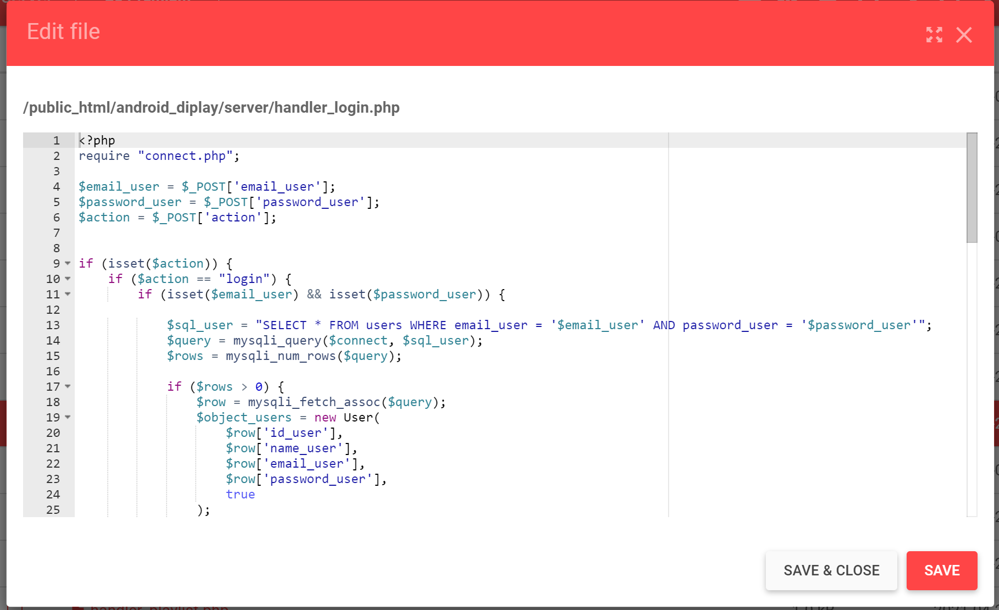 Edit file
/public_html/android_diplay/server/handler_login.php
1 <?php
2 require "connect.php";
3
4 $email_user = $_POST['email_user'];
5 $password_user = $_POST['password_user'];
6 $action = $_POST['action'];
7
8
9 if (isset($action)) {
10 if ($action == "login") {
11 if (isset($email_user) && isset($password_user)) {
12
13 $sql_user = "SELECT * FROM users WHERE email_user = '$email_user' AND password_user = '$password_user'";
14 $query = mysqli_query($connect, $sql_user);
15 $rows = mysqli_num_rows($query);
16
17 if ($rows > 0) {
18 $row = mysqli_fetch_assoc($query);
19 $object_users = new User(
20 $row['id_user'],
21 $row['name_user'],
22 $row['email_user'],
23 $row['password_user'],
24 true
25 );
SAVE & CLOSE
SAVE
handler_playlist.php